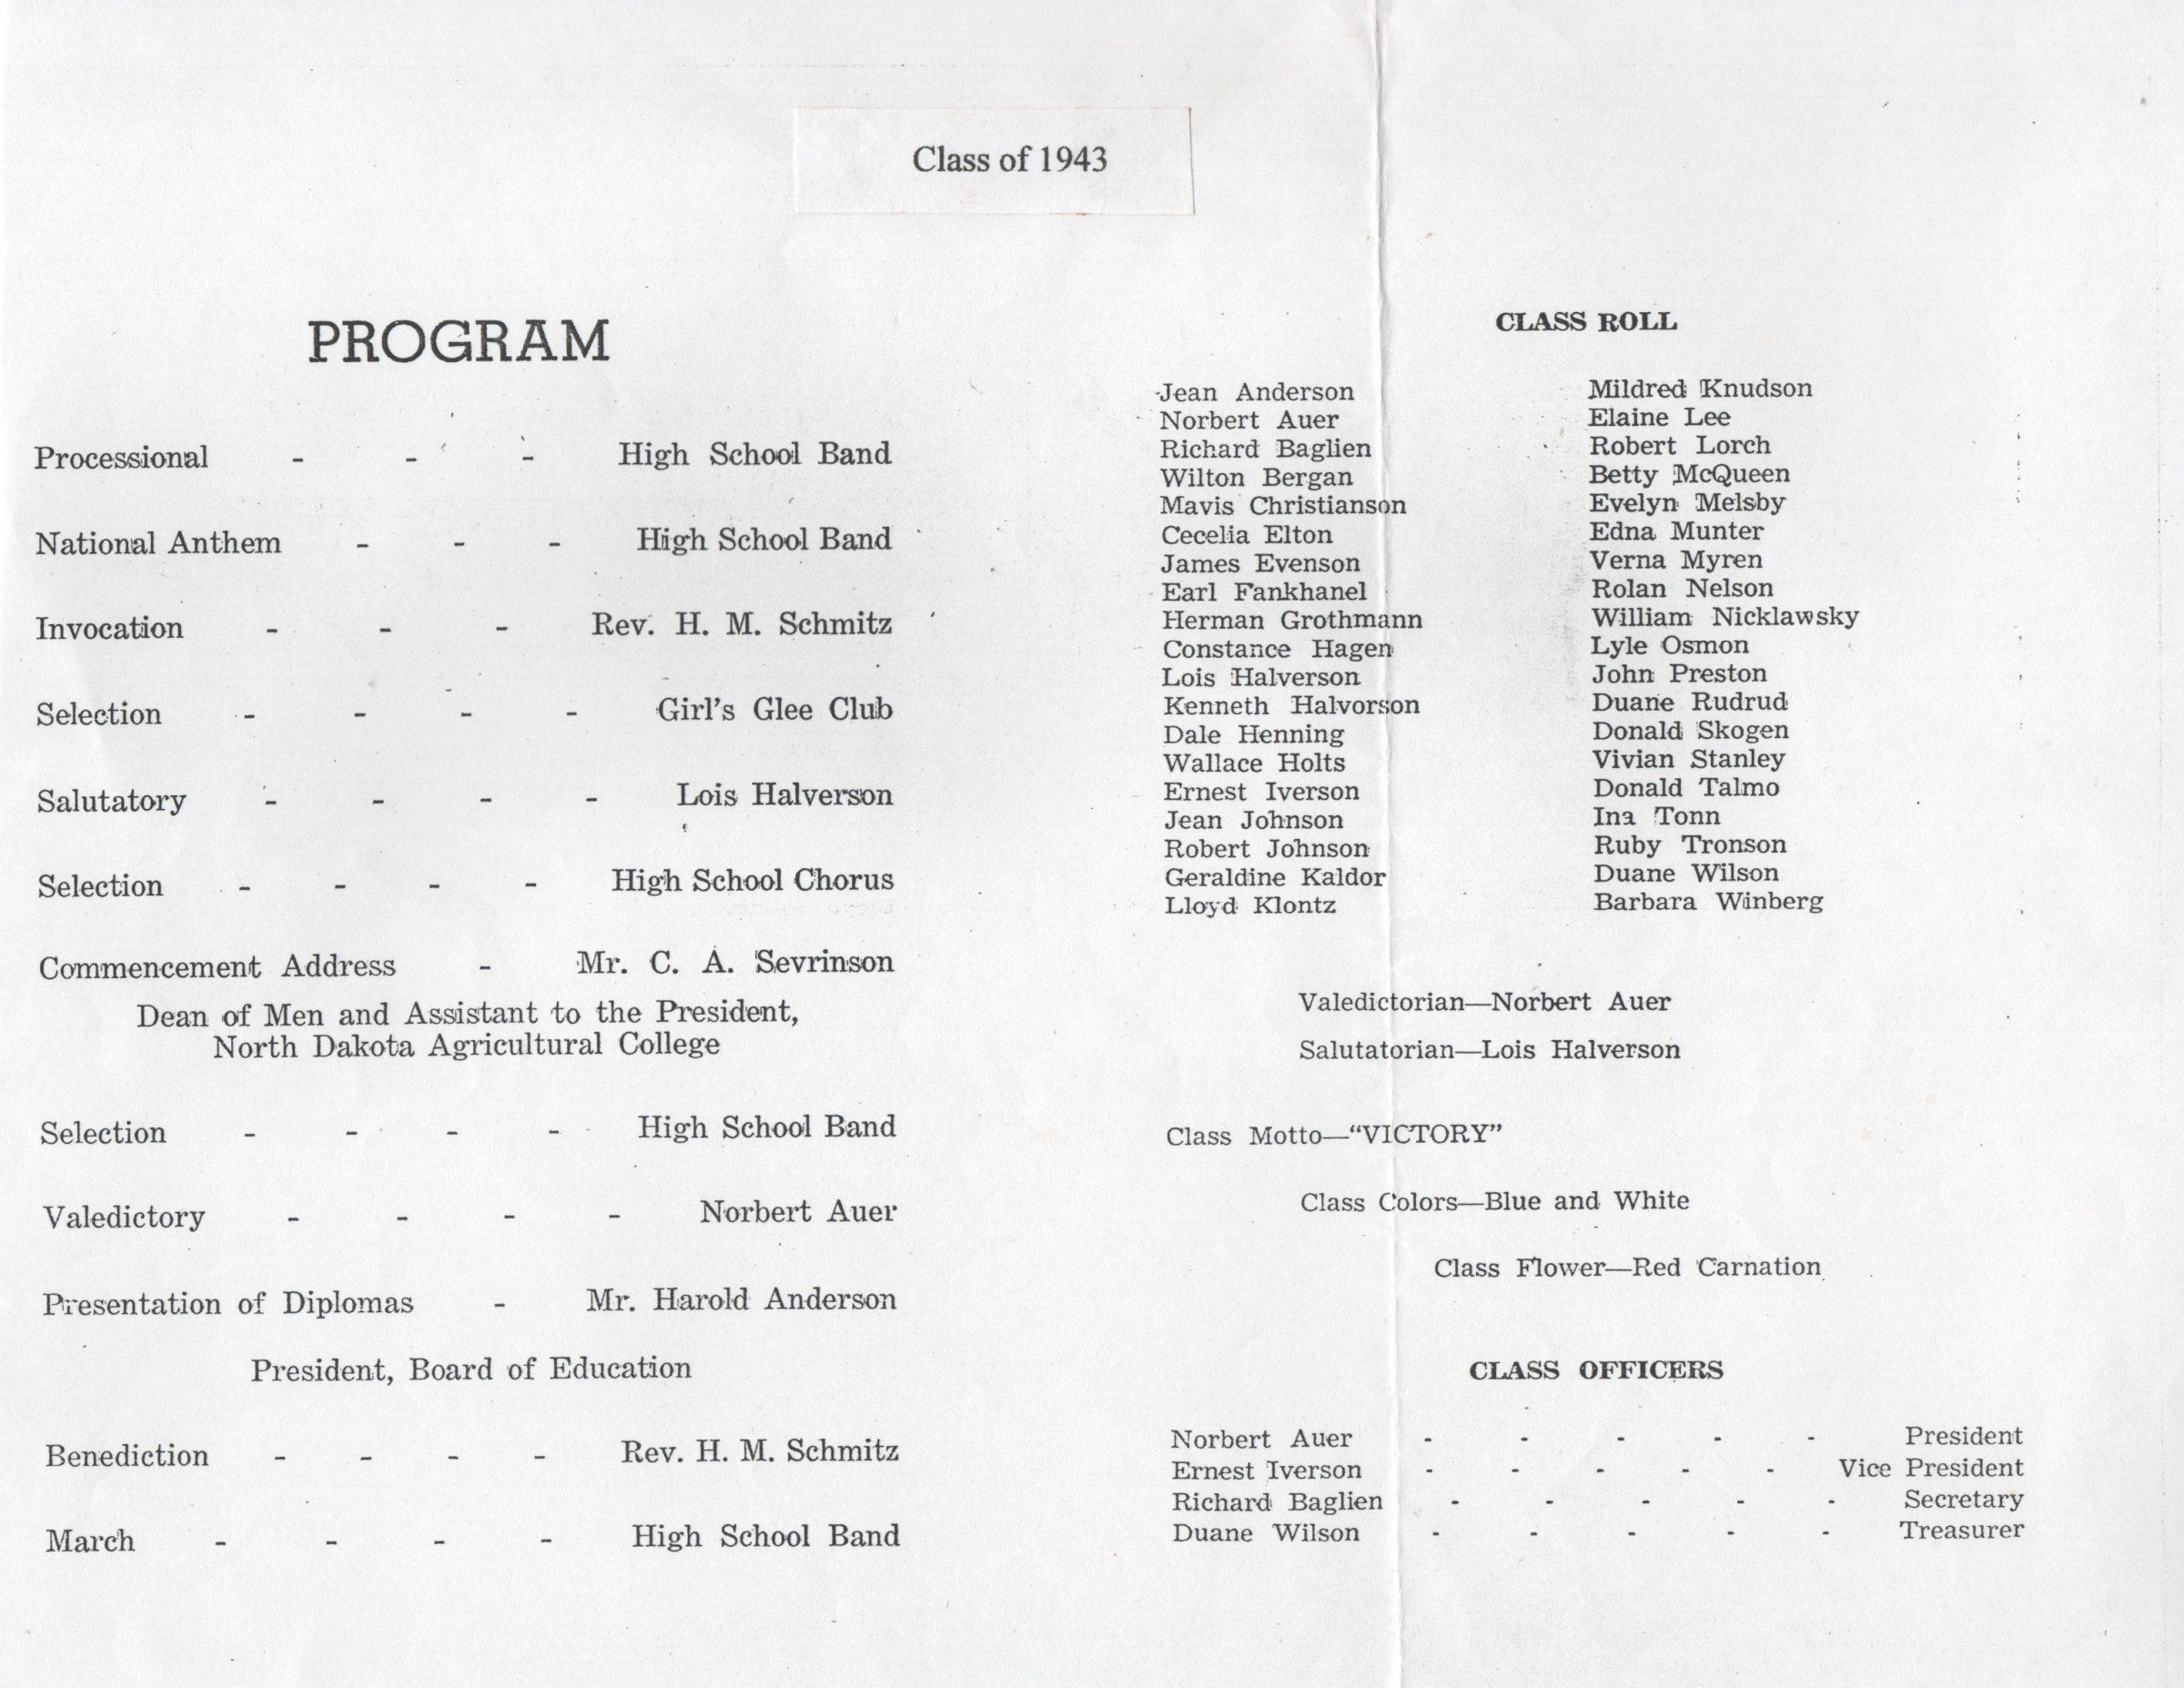 Class of 1943
PROGRAM
Processional - - - High School Band
National Anthem - - - High School Band
Invocation - - - Rev. H. M. Schmitz
Selection - - - - Girl's Glee Club
Salutatory - - - - Lois Halverson
Selection - - - - High School Chorus
Commencement Address - Mr. C. A. Sevrinson
Dean of Men and Assistant to the President,
North Dakota Agricultural College
Selection - - - - High School Band
Valedictory - - - - Norbert Auer
Presentation of Diplomas - Mr. Harold Anderson
President, Board of Education
Benediction - - - - Rev. H. M. Schmitz
March - - - - High School Band
CLASS ROLL
Jean Anderson
Norbert Auer
Richard Baglien
Wilton Bergan
Mavis Christianson
Cecelia Elton
James Evenson
Earl Fankhanel
Herman Grothmann
Constance Hagen
Lois Halverson
Kenneth Halvorson
Dale Henning
Wallace Holts
Ernest Iverson
Jean Johnson
Robert Johnson
Geraldine Kaldor
Lloyd Klontz
Mildred Knudson
Elaine Lee
Robert Lorch
Betty McQueen
Evelyn Melsby
Edna Munter
Verna Myren
Rolan Nelson
William Nicklawsky
Lyle Osmon
John Preston
Duane Rudrud
Donald Skogen
Vivian Stanley
Donald Talmo
Ina Tonn
Ruby Tronson
Duane Wilson
Barbara Winberg
Valedictorian—Norbert Auer
Salutatorian—Lois Halverson
Class Motto—“VICTORY”
Class Colors—Blue and White
Class Flower—Red Carnation
CLASS OFFICERS
Norbert Auer - - - - - President
Ernest Iverson - - - - - Vice President
Richard Baglien - - - - - Secretary
Duane Wilson - - - - - Treasurer